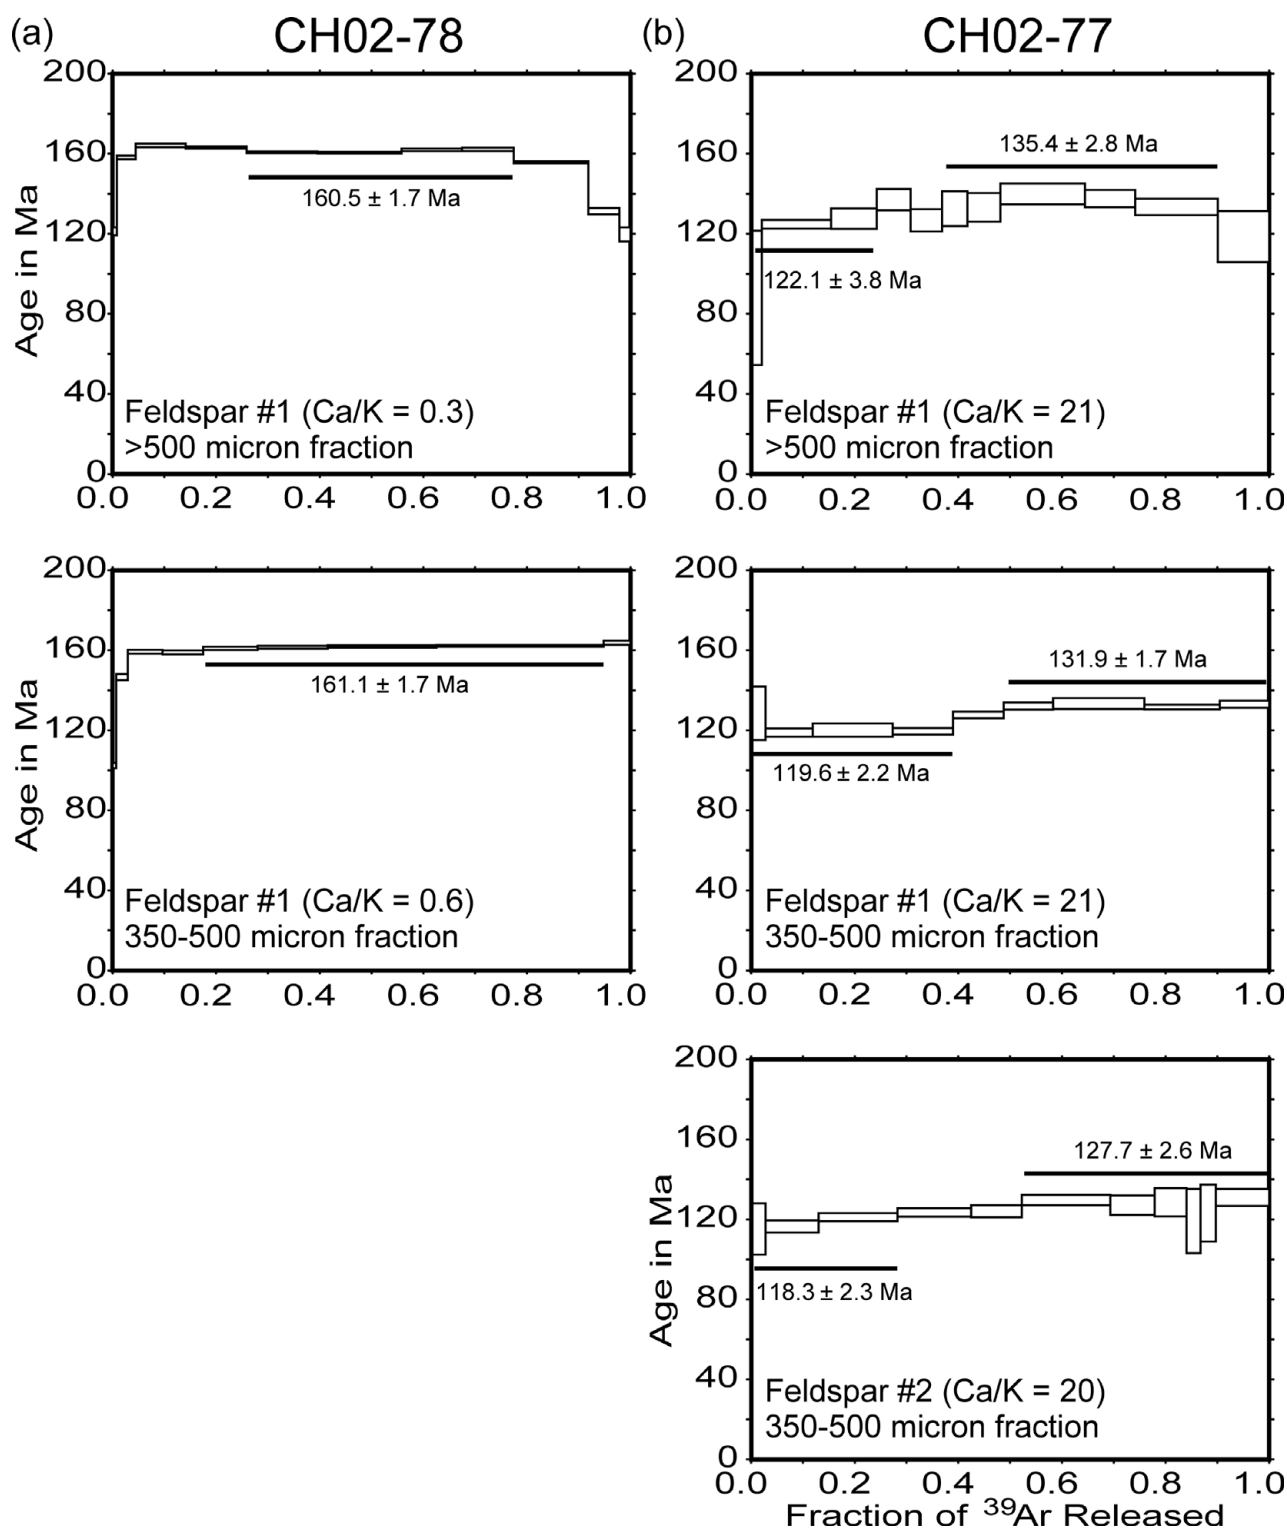 (a)
CH02-78
(b)
CH02-77
200
160
120
80
40
0
Age in Ma
160.5 ± 1.7 Ma
Feldspar #1 (Ca/K = 0.3)
>500 micron fraction
0.0 0.2 0.4 0.6 0.8 1.0
200
160
120
80
40
0
135.4 ± 2.8 Ma
122.1 ± 3.8 Ma
Feldspar #1 (Ca/K = 21)
>500 micron fraction
0.0 0.2 0.4 0.6 0.8 1.0
200
160
120
80
40
0
Age in Ma
161.1 ± 1.7 Ma
Feldspar #1 (Ca/K = 0.6)
350-500 micron fraction
0.0 0.2 0.4 0.6 0.8 1.0
200
160
120
80
40
0
131.9 ± 1.7 Ma
119.6 ± 2.2 Ma
Feldspar #1 (Ca/K = 21)
350-500 micron fraction
0.0 0.2 0.4 0.6 0.8 1.0
200
160
120
80
40
0
Age in Ma
127.7 ± 2.6 Ma
118.3 ± 2.3 Ma
Feldspar #2 (Ca/K = 20)
350-500 micron fraction
0.0 0.2 0.4 0.6 0.8 1.0
Fraction of ³⁹Ar Released